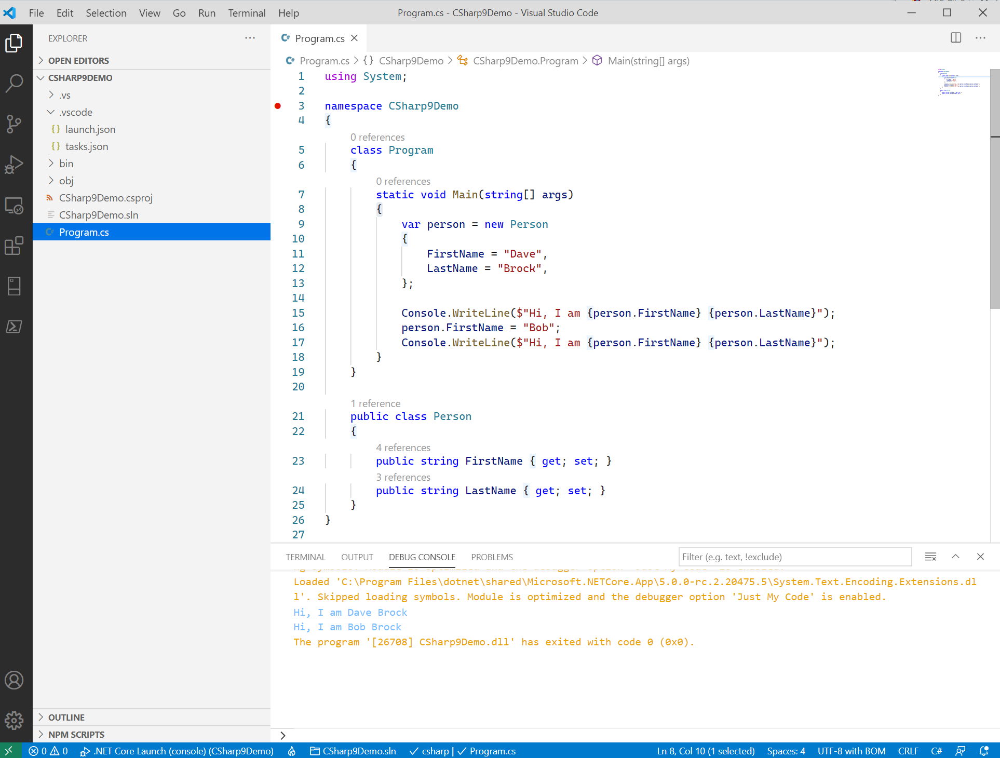 File Edit Selection View Go Run Terminal Help Program.cs - CSharp9Demo - Visual Studio Code
EXPLORER
OPEN EDITORS
CSHARP9DEMO
.vs
.vscode
{} launch.json
{} tasks.json
bin
obj
CSharp9Demo.csproj
CSharp9Demo.sln
C# Program.cs
OUTLINE
NPM SCRIPTS
C# Program.cs
C# Program.cs > {} CSharp9Demo > CSharp9Demo.Program > Main(string[] args)
1 using System;
2
3 namespace CSharp9Demo
4 {
0 references
5 class Program
6 {
0 references
7 static void Main(string[] args)
8 {
9 var person = new Person
10 {
11 FirstName = "Dave",
12 LastName = "Brock",
13 };
14
15 Console.WriteLine($"Hi, I am {person.FirstName} {person.LastName}");
16 person.FirstName = "Bob";
17 Console.WriteLine($"Hi, I am {person.FirstName} {person.LastName}");
18 }
19 }
20
1 reference
21 public class Person
22 {
4 references
23 public string FirstName { get; set; }
3 references
24 public string LastName { get; set; }
25 }
26 }
27
TERMINAL OUTPUT DEBUG CONSOLE PROBLEMS Filter (e.g. text, !exclude)
Loaded 'C:\Program Files\dotnet\shared\Microsoft.NETCore.App\5.0.0-rc.2.20475.5\System.Text.Encoding.Extensions.dl
l'. Skipped loading symbols. Module is optimized and the debugger option 'Just My Code' is enabled.
Hi, I am Dave Brock
Hi, I am Bob Brock
The program '[26708] CSharp9Demo.dll' has exited with code 0 (0x0).
>
0 0 .NET Core Launch (console) (CSharp9Demo) CSharp9Demo.sln ✓ csharp | ✓ Program.cs Ln 8, Col 10 (1 selected) Spaces: 4 UTF-8 with BOM CRLF C#